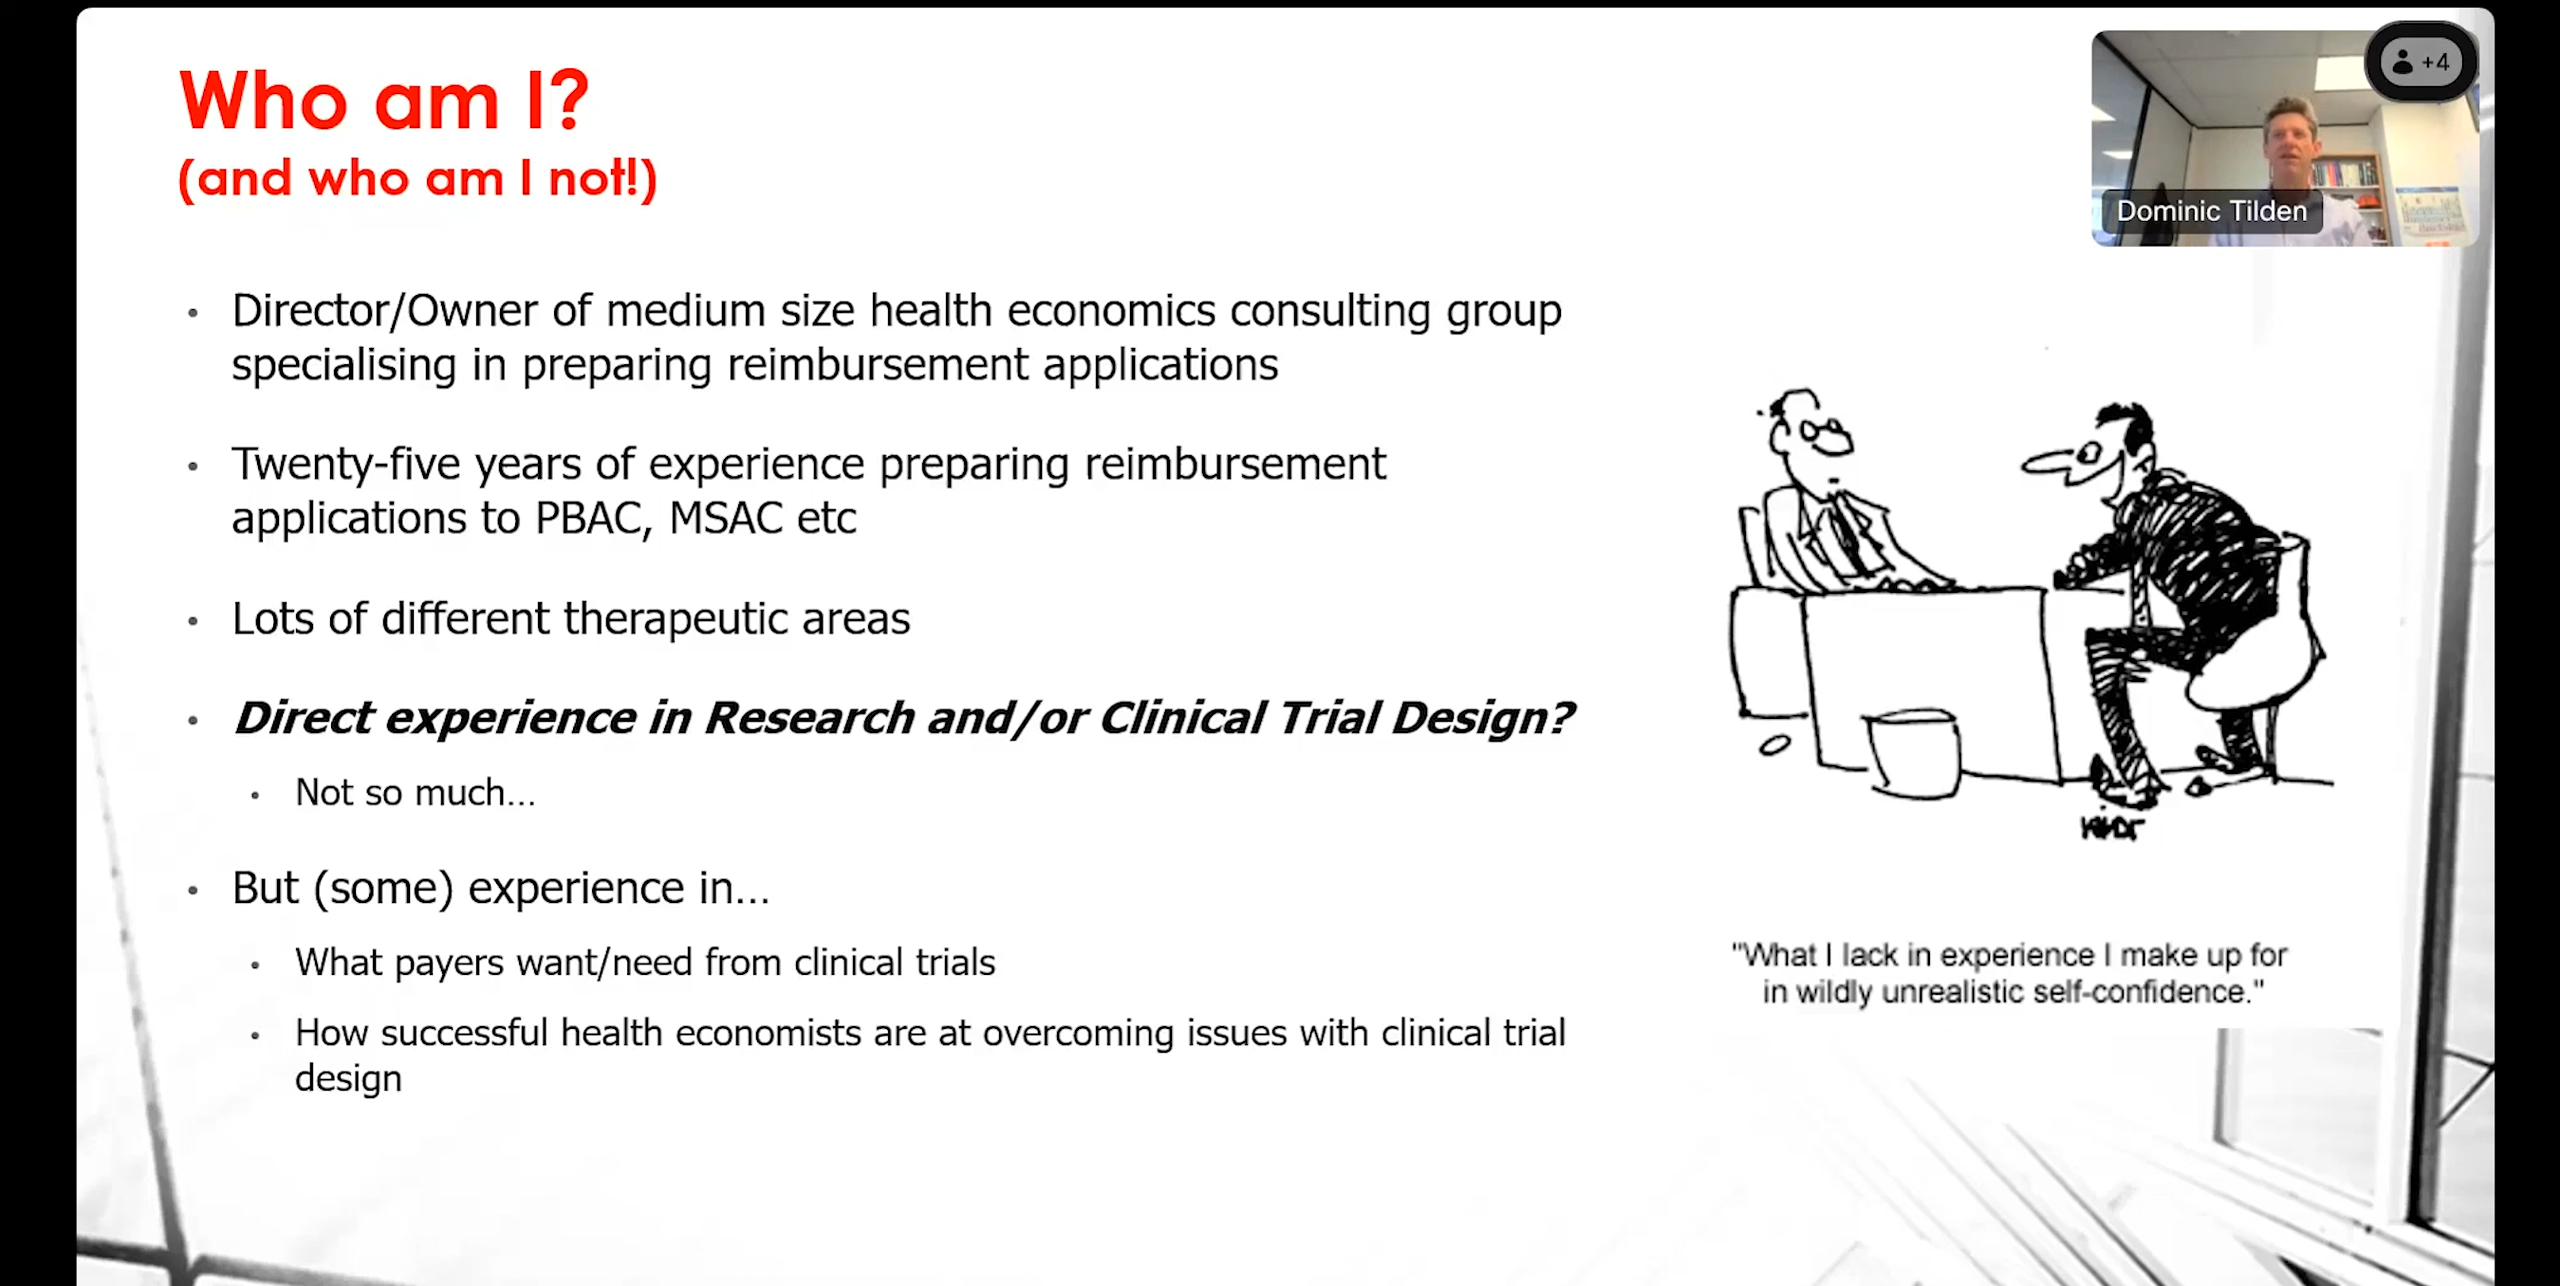 Who am I?
(and who am I not!)
+4
Dominic Tilden
• Director/Owner of medium size health economics consulting group
specialising in preparing reimbursement applications
• Twenty-five years of experience preparing reimbursement
applications to PBAC, MSAC etc
• Lots of different therapeutic areas
• Direct experience in Research and/or Clinical Trial Design?
• Not so much...
• But (some) experience in...
• What payers want/need from clinical trials
• How successful health economists are at overcoming issues with clinical trial
design
"What I lack in experience I make up for
in wildly unrealistic self-confidence."